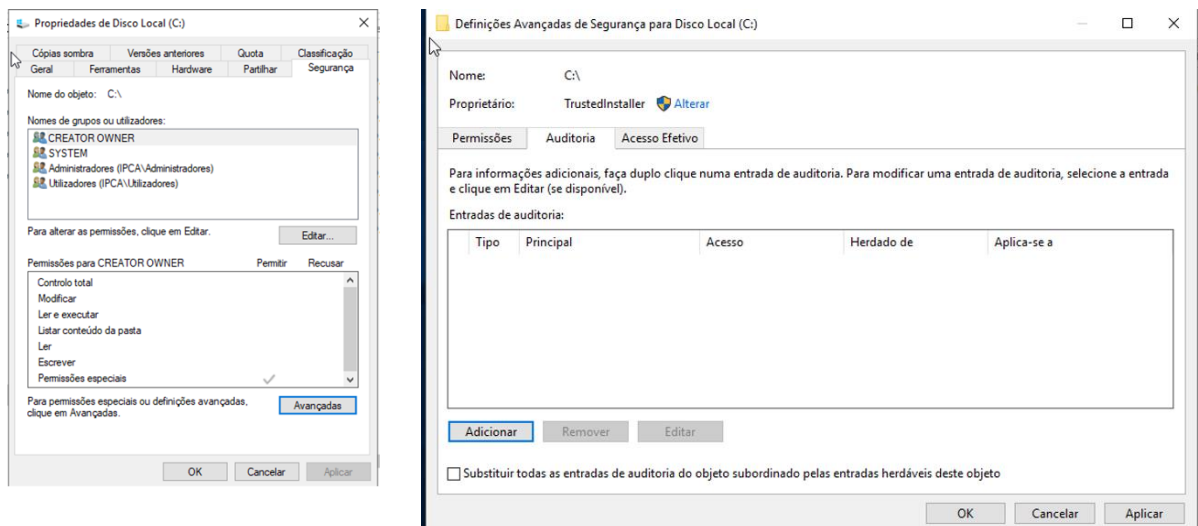 Propriedades de Disco Local (C:)
Cópias sombra Versões anteriores Quota Classificação
Geral Ferramentas Hardware Partilhar Segurança
Nome do objeto: C:\
Nomes de grupos ou utilizadores:
CREATOR OWNER
SYSTEM
Administradores (IPCA\Administradores)
Utilizadores (IPCA\Utilizadores)
Para alterar as permissões, clique em Editar.
Editar...
Permissões para CREATOR OWNER Permitir Recusar
Controlo total
Modificar
Ler e executar
Listar conteúdo da pasta
Ler
Escrever
Permissões especiais
Para permissões especiais ou definições avançadas,
clique em Avançadas.
Avançadas
OK Cancelar Aplicar
Definições Avançadas de Segurança para Disco Local (C:)
Nome: C:\
Proprietário: TrustedInstaller Alterar
Permissões Auditoria Acesso Efetivo
Para informações adicionais, faça duplo clique numa entrada de auditoria. Para modificar uma entrada de auditoria, selecione a entrada
e clique em Editar (se disponível).
Entradas de auditoria:
Tipo Principal Acesso Herdado de Aplica-se a
Adicionar Remover Editar
Substituir todas as entradas de auditoria do objeto subordinado pelas entradas herdáveis deste objeto
OK Cancelar Aplicar